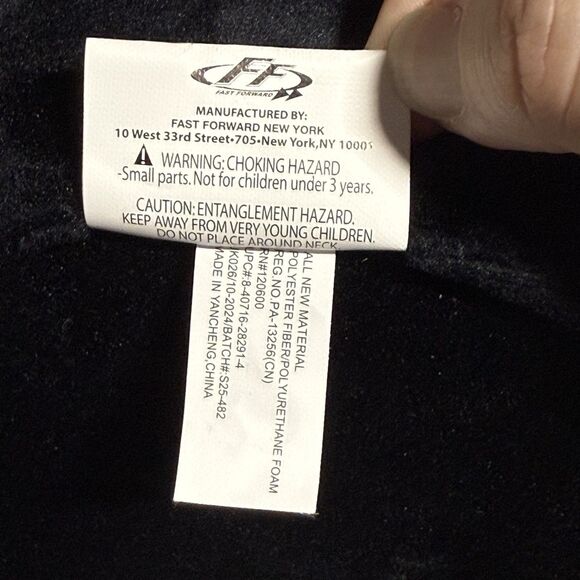 FF
FAST FORWARD
MANUFACTURED BY:
FAST FORWARD NEW YORK
10 West 33rd Street•705•New York,NY 10001
WARNING: CHOKING HAZARD
-Small parts. Not for children under 3 years.
CAUTION: ENTANGLEMENT HAZARD.
KEEP AWAY FROM VERY YOUNG CHILDREN.
DO NOT PLACE AROUND NECK.
ALL NEW MATERIAL
POLYESTER FIBER/POLYURETHANE FOAM
REG.NO.PA-13256(CN)
RN#120600
UPC#:8-40716-28291-4
K026/10-2024/BATCH#:S25-482
MADE IN YANCHENG,CHINA